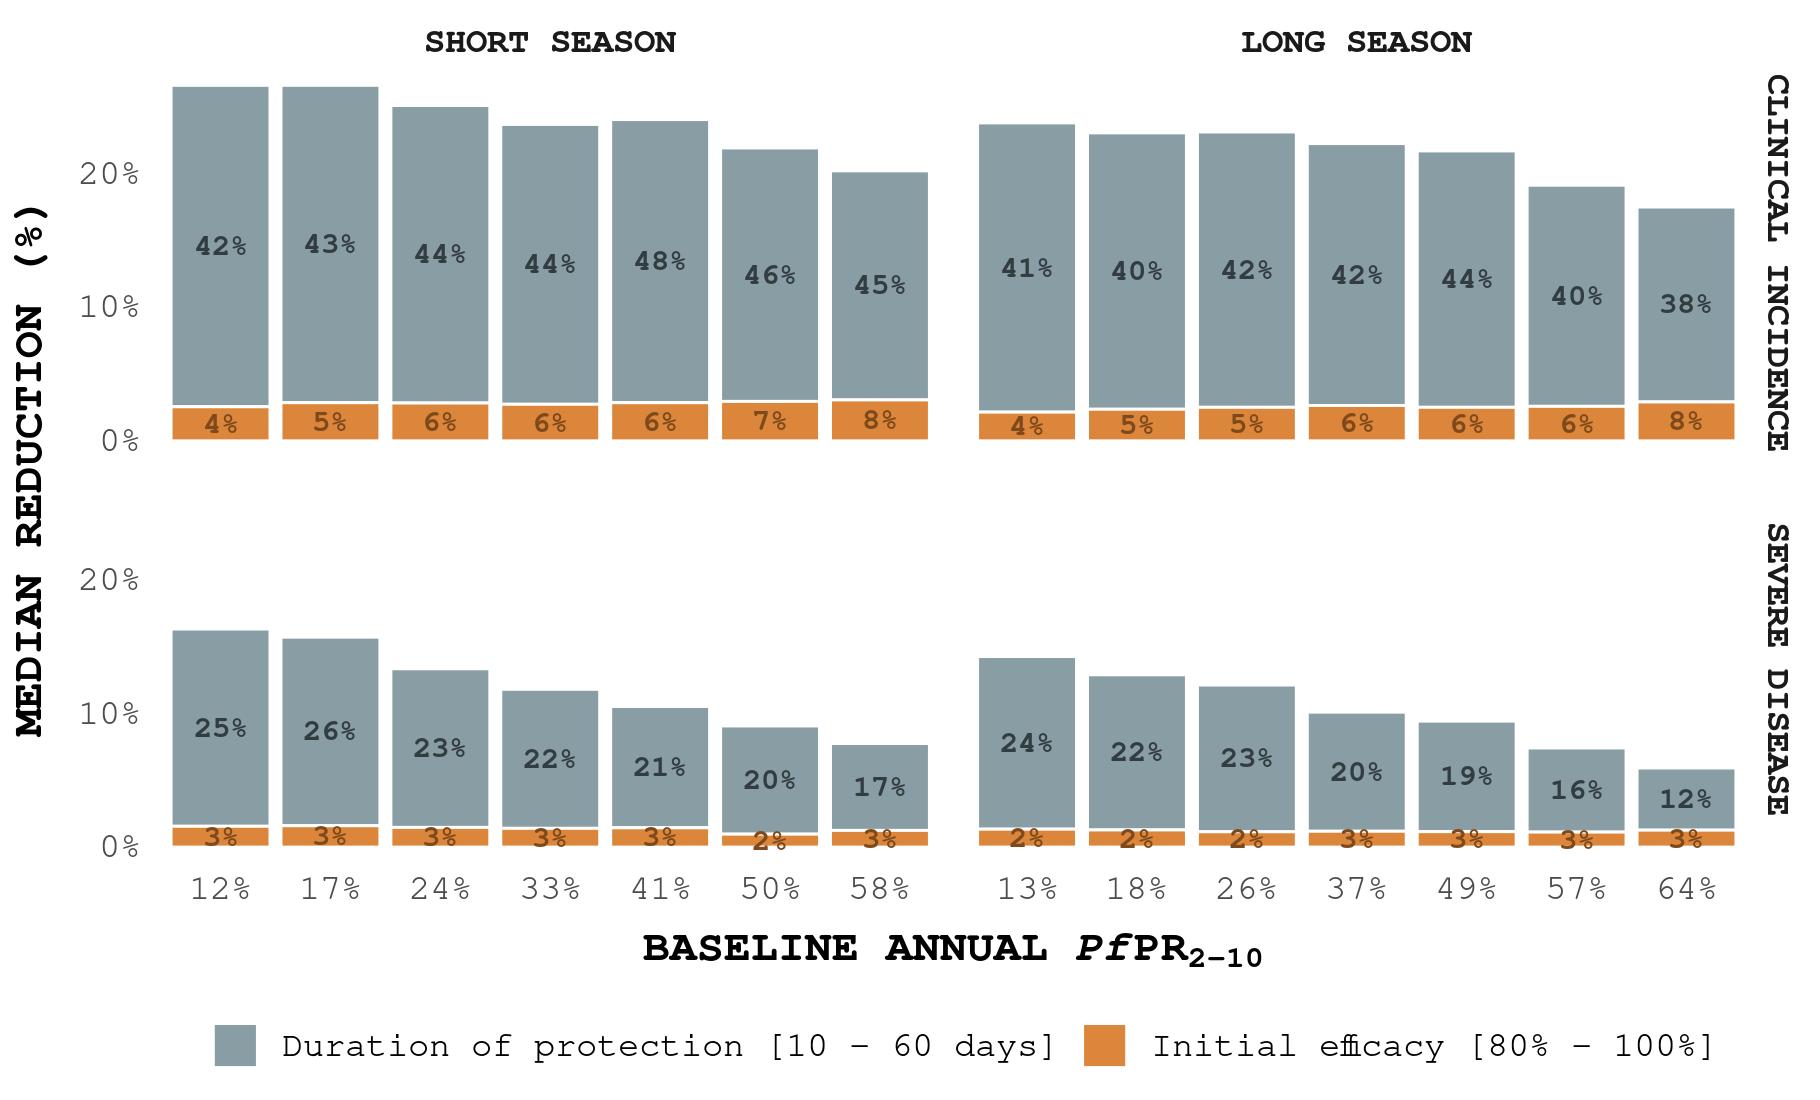 SHORT SEASON
LONG SEASON
MEDIAN REDUCTION (%)
CLINICAL INCIDENCE
20%
10%
0%
42% 43% 44% 44% 48% 46% 45%
4% 5% 6% 6% 6% 7% 8%
41% 40% 42% 42% 44% 40% 38%
4% 5% 5% 6% 6% 6% 8%
SEVERE DISEASE
20%
10%
0%
25% 26% 23% 22% 21% 20% 17%
3% 3% 3% 3% 3% 2% 3%
24% 22% 23% 20% 19% 16% 12%
2% 2% 2% 3% 3% 3% 3%
12% 17% 24% 33% 41% 50% 58%
13% 18% 26% 37% 49% 57% 64%
BASELINE ANNUAL PfPR2-10
Duration of protection [10 – 60 days]
Initial efficacy [80% – 100%]